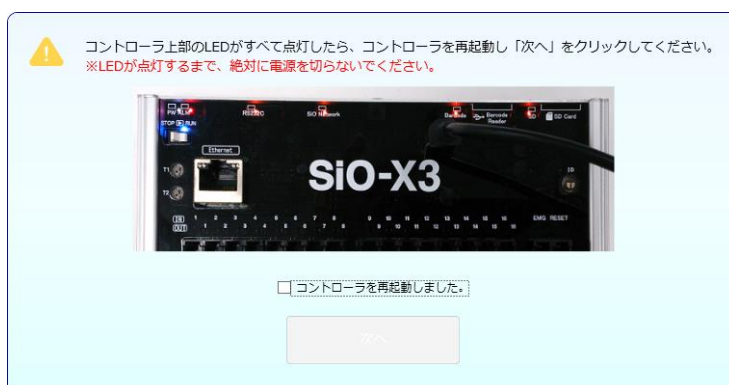 コントローラ上部のLEDがすべて点灯したら、コントローラを再起動し「次へ」をクリックしてください。
※LEDが点灯するまで、絶対に電源を切らないでください。
PW ALM RS232C SiO Network Barcode Barcode Reader SD SD Card
STOP RUN
Ethernet
T1
SiO-X3
T2
IN 1 2 3 4 5 6 7 8 9 10 11 12 13 14 15 16 EMG RESET
OUT 1 2 3 4 5 6 7 8 9 10 11 12 13 14 15 16
コントローラを再起動しました。
次へ